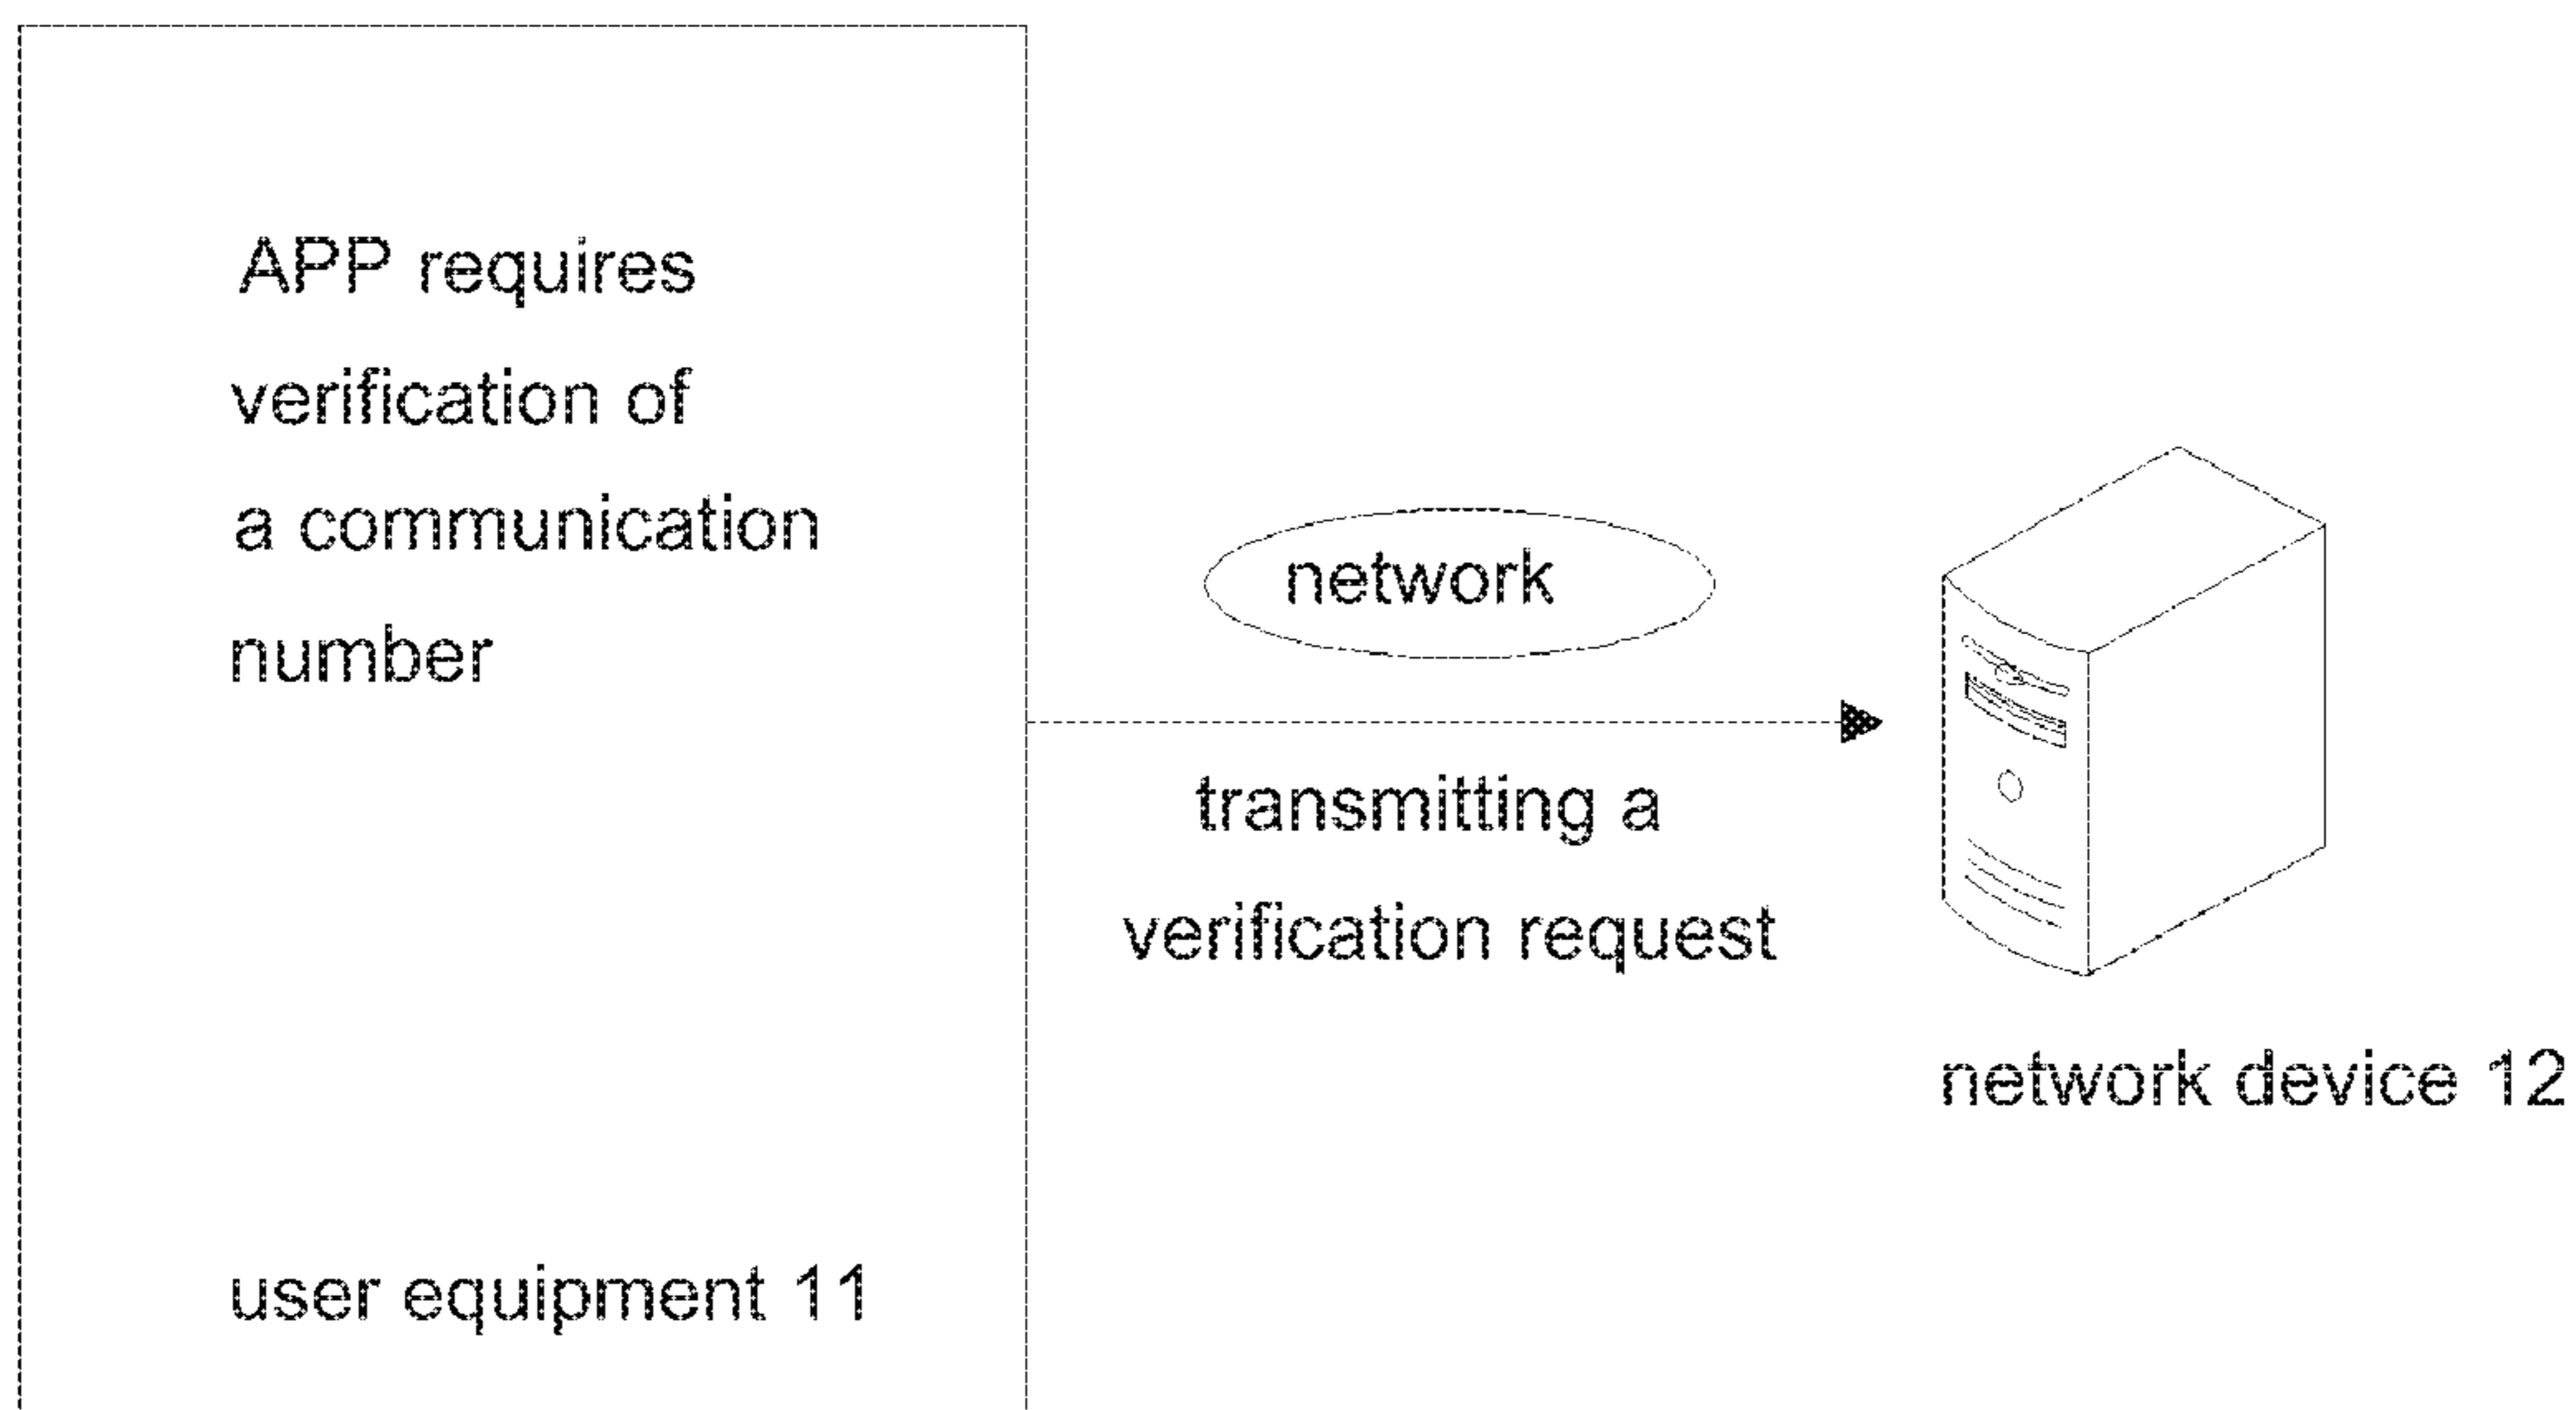 APP requires
verification of
a communication
number
user equipment 11
network
transmitting a
verification request
network device 12